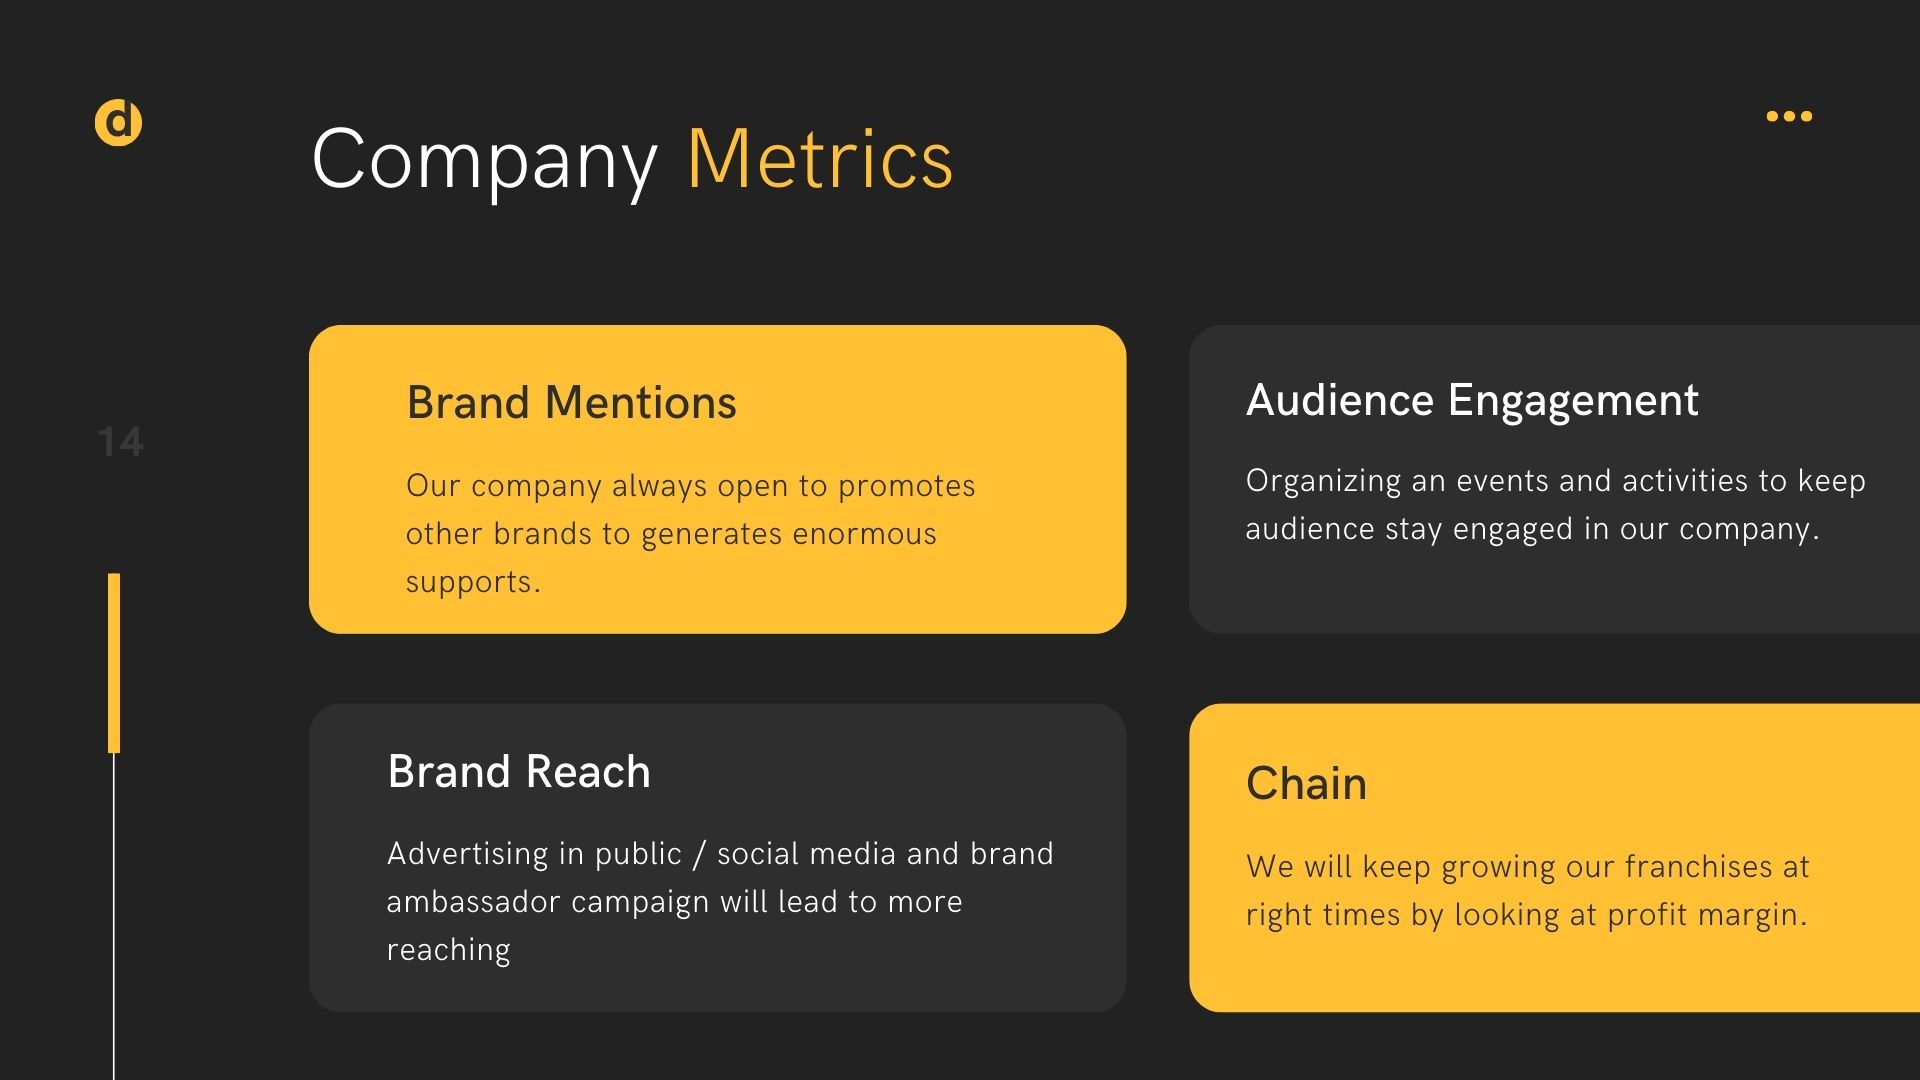 d
Company Metrics
14
Brand Mentions
Our company always open to promotes
other brands to generates enormous
supports.
Audience Engagement
Organizing an events and activities to keep
audience stay engaged in our company.
Brand Reach
Advertising in public / social media and brand
ambassador campaign will lead to more
reaching
Chain
We will keep growing our franchises at
right times by looking at profit margin.